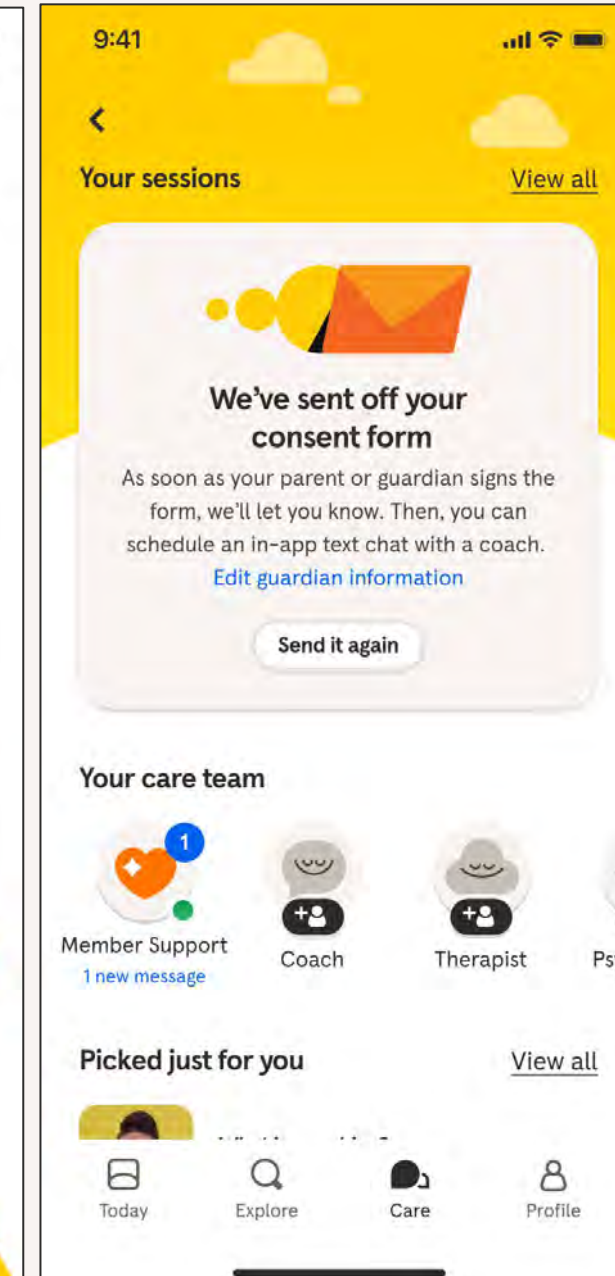 9:41
Your sessions View all
We've sent off your
consent form
As soon as your parent or guardian signs the
form, we'll let you know. Then, you can
schedule an in-app text chat with a coach.
Edit guardian information
Send it again
Your care team
1
Member Support Coach Therapist Ps
1 new message
Picked just for you View all
Today Explore Care Profile